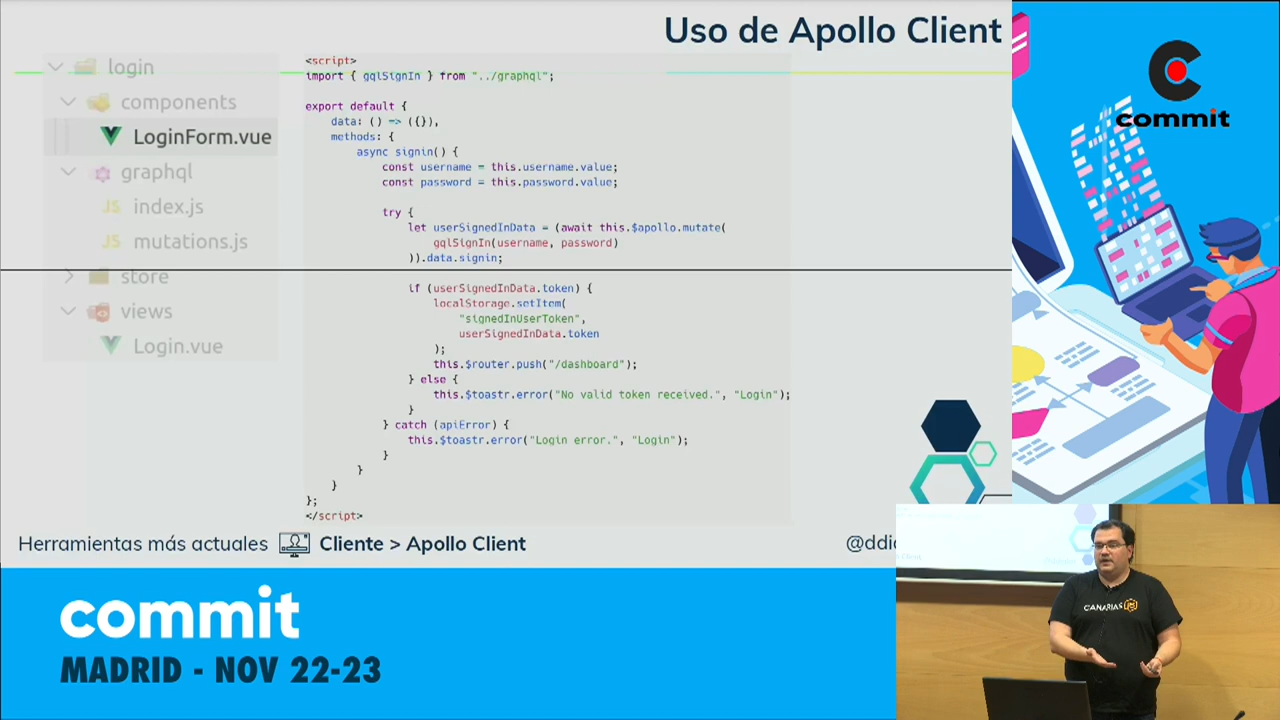 Uso de Apollo Client
login
components
LoginForm.vue
graphql
JS index.js
JS mutations.js
store
views
Login.vue
<script>
import { gqlSignIn } from "../graphql";
export default {
data: () => ({}),
methods: {
async signin() {
const username = this.username.value;
const password = this.password.value;
try {
let userSignedInData = (await this.$apollo.mutate(
gqlSignIn(username, password)
)).data.signin;
if (userSignedInData.token) {
localStorage.setItem(
"signedInUserToken",
userSignedInData.token
);
this.$router.push("/dashboard");
} else {
this.$toastr.error("No valid token received.", "Login");
}
} catch (apiError) {
this.$toastr.error("Login error.", "Login");
}
}
}
};
</script>
Herramientas más actuales Cliente > Apollo Client
commit
commit
MADRID - NOV 22-23
CANARIAS JS